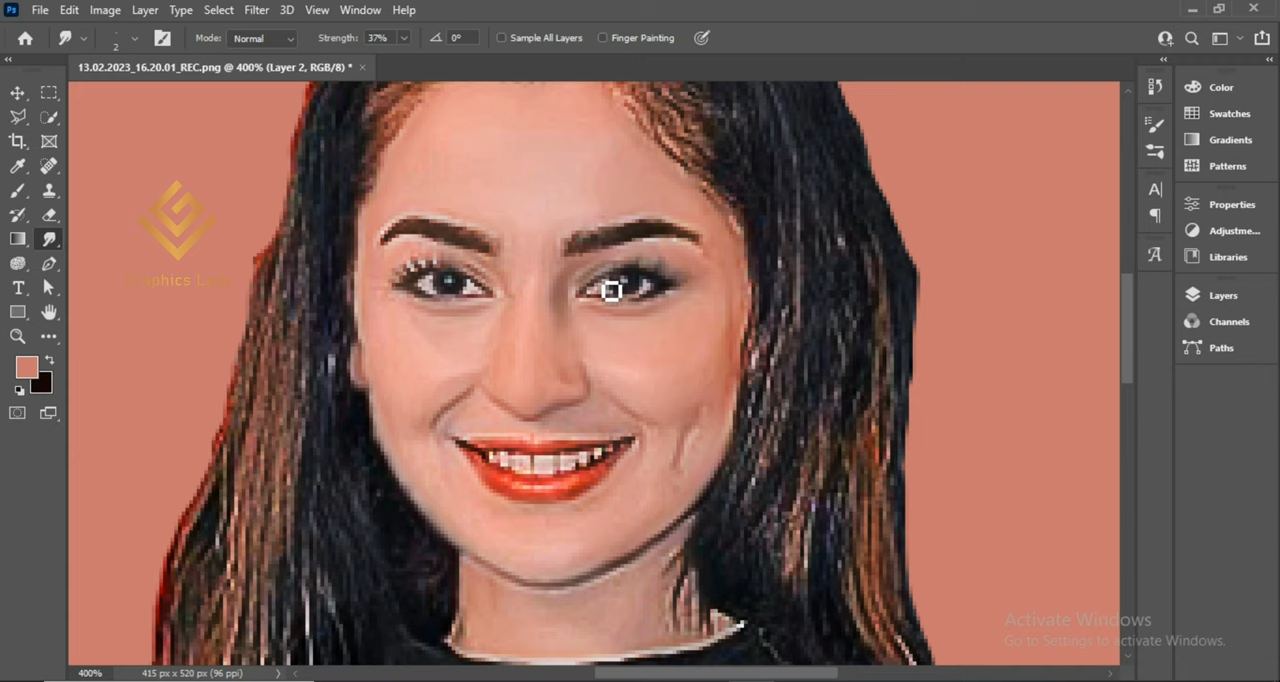 Ps File Edit Image Layer Type Select Filter 3D View Window Help
2 Mode: Normal Strength: 37% 0° Sample All Layers Finger Painting
13.02.2023_16.20.01_REC.png @ 400% (Layer 2, RGB/8) * ×
Color
Swatches
Gradients
Patterns
Properties
Adjustme...
Libraries
Layers
Channels
Paths
Activate Windows
Go to Settings to activate Windows.
400% 415 px x 520 px (96 ppi)